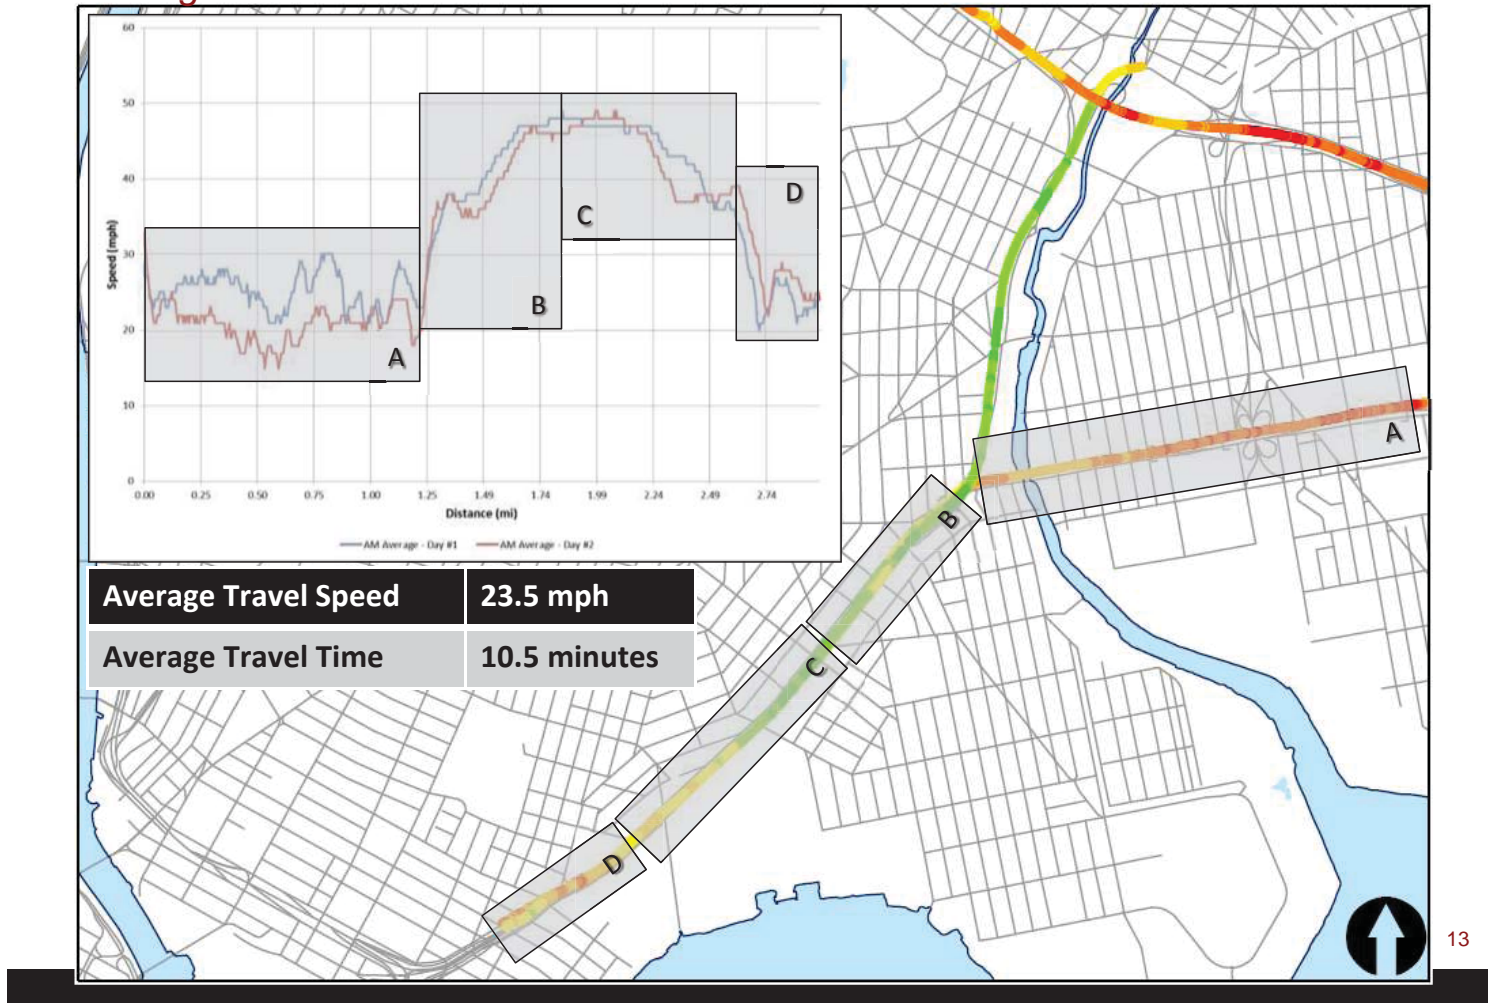 60
50
40
30
20
10
0
Speed (mph)
A
B
C
D
0.00 0.25 0.50 0.75 1.00 1.25 1.49 1.74 1.99 2.24 2.49 2.74
Distance (mi)
AM Average - Day #1 AM Average - Day #2
Average Travel Speed 23.5 mph
Average Travel Time 10.5 minutes
A
B
C
D
13